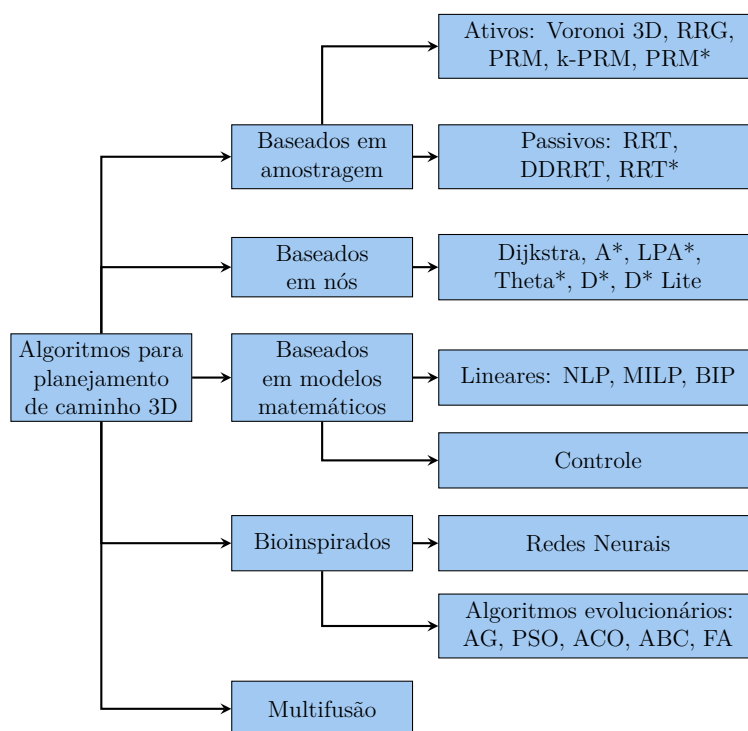 Ativos: Voronoi 3D, RRG,
PRM, k-PRM, PRM*
Baseados em
amostragem
Passivos: RRT,
DDRRT, RRT*
Baseados
em nós
Dijkstra, A*, LPA*,
Theta*, D*, D* Lite
Algoritmos para
planejamento
de caminho 3D
Baseados
em modelos
matemáticos
Lineares: NLP, MILP, BIP
Controle
Bioinspirados
Redes Neurais
Algoritmos evolucionários:
AG, PSO, ACO, ABC, FA
Multifusão